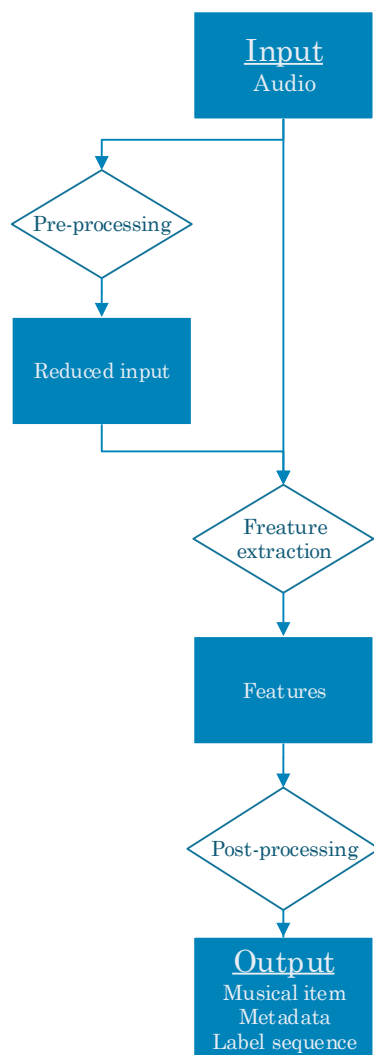 Input
Audio
Pre-processing
Reduced input
Freature
extraction
Features
Post-processing
Output
Musical item
Metadata
Label sequence